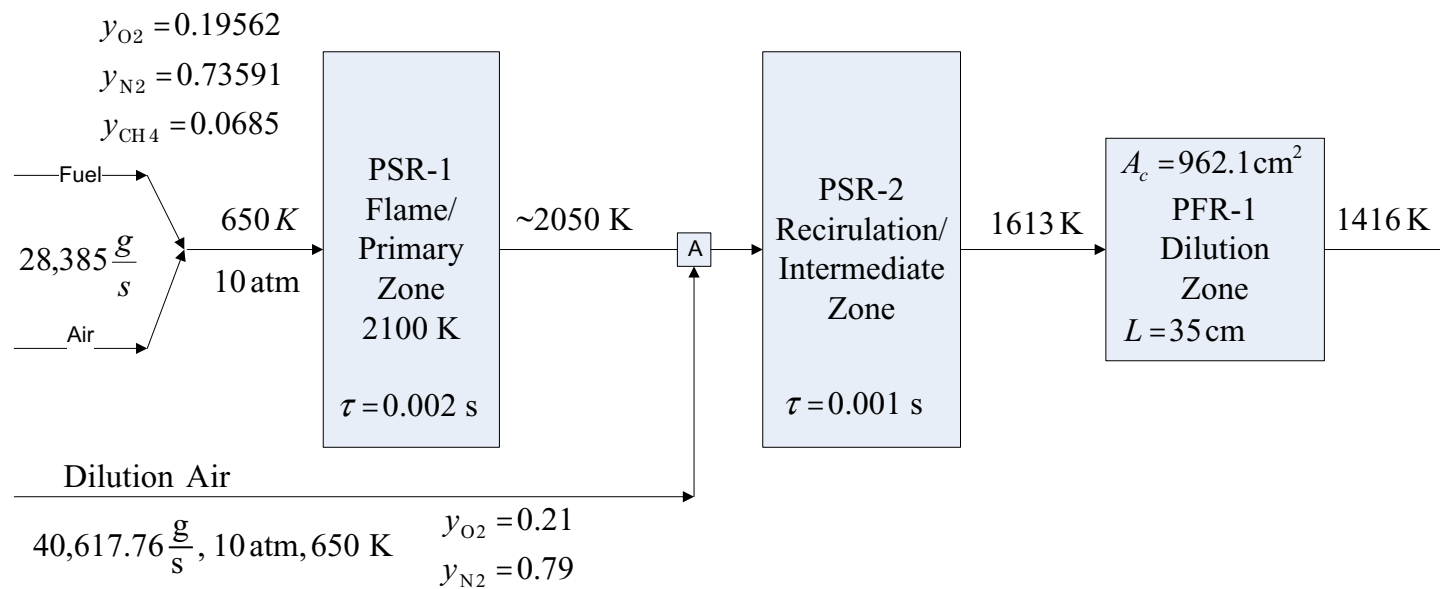 y_O2 = 0.19562
y_N2 = 0.73591
y_CH4 = 0.0685
Fuel
28,385 g/s
Air
650 K
10 atm
PSR-1
Flame/
Primary
Zone
2100 K
τ = 0.002 s
~2050 K
A
PSR-2
Recirulation/
Intermediate
Zone
τ = 0.001 s
1613 K
A_c = 962.1 cm²
PFR-1
Dilution
Zone
L = 35 cm
1416 K
Dilution Air
40,617.76 g/s, 10 atm, 650 K
y_O2 = 0.21
y_N2 = 0.79